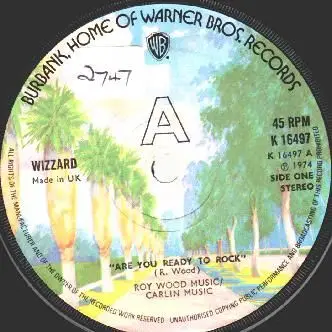 BURBANK, HOME OF WARNER BROS. RECORDS
WB
2747
A
45 RPM
K 16497
K 16497 A
℗ 1974
SIDE ONE
STEREO
WIZZARD
Made in UK
"ARE YOU READY TO ROCK"
(R. Wood)
ROY WOOD MUSIC/
CARLIN MUSIC
ALL RIGHTS OF THE MANUFACTURER AND OF THE OWNER OF THE RECORDED WORK RESERVED. UNAUTHORISED COPYING PUBLIC PERFORMANCE AND BROADCASTING OF THIS RECORD PROHIBITED